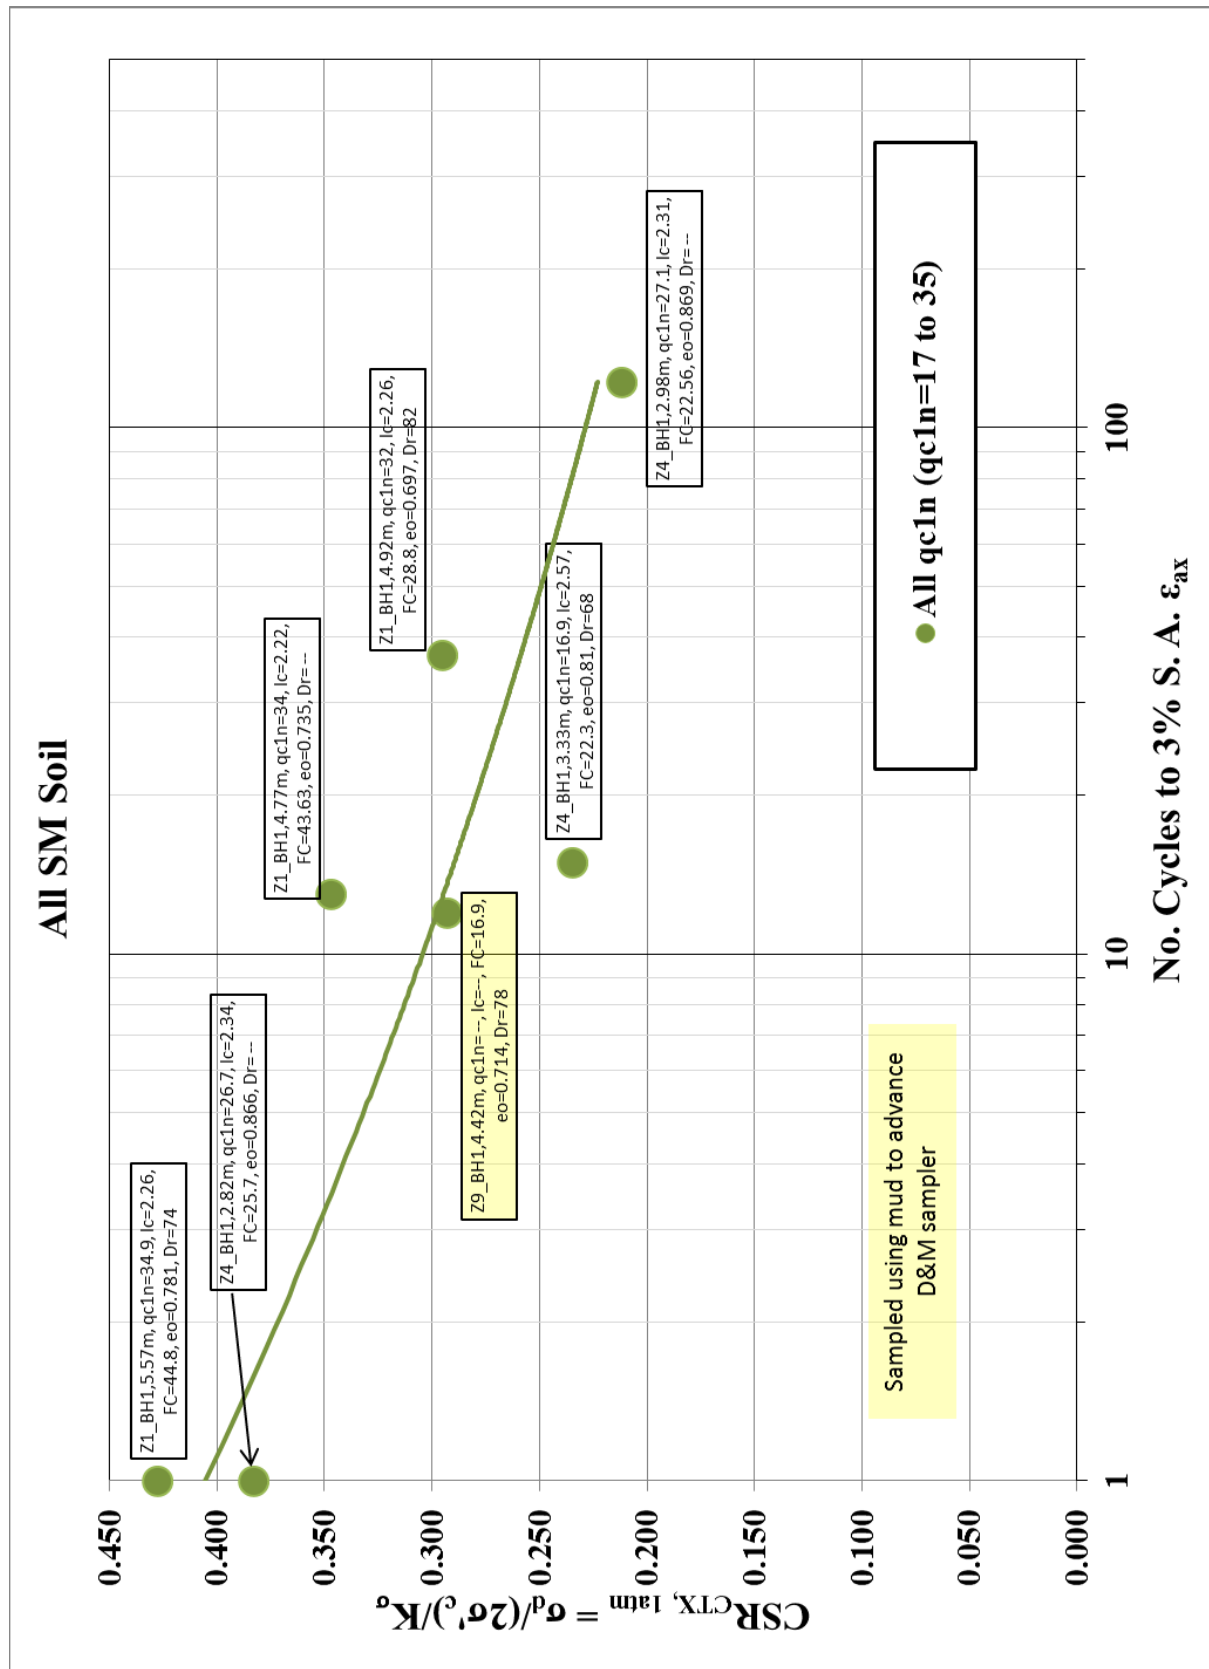 All SM Soil
0.450
0.400
0.350
0.300
0.250
0.200
0.150
0.100
0.050
0.000
CSR_CTX, 1atm = σd/(2σ'c)/Kσ
Z1_BH1,5.57m, qc1n=34.9, Ic=2.26,
FC=44.8, eo=0.781, Dr=74
Z4_BH1,2.82m, qc1n=26.7, Ic=2.34,
FC=25.7, eo=0.866, Dr=--
Z1_BH1,4.77m, qc1n=34, Ic=2.22,
FC=43.63, eo=0.735, Dr=--
Z1_BH1,4.92m, qc1n=32, Ic=2.26,
FC=28.8, eo=0.697, Dr=82
Z9_BH1,4.42m, qc1n=--, Ic=--, FC=16.9,
eo=0.714, Dr=78
Z4_BH1,3.33m, qc1n=16.9, Ic=2.57,
FC=22.3, eo=0.81, Dr=68
Z4_BH1,2.98m, qc1n=27.1, Ic=2.31,
FC=22.56, eo=0.869, Dr=--
Sampled using mud to advance
D&M sampler
All qc1n (qc1n=17 to 35)
1
10
100
No. Cycles to 3% S. A. εax